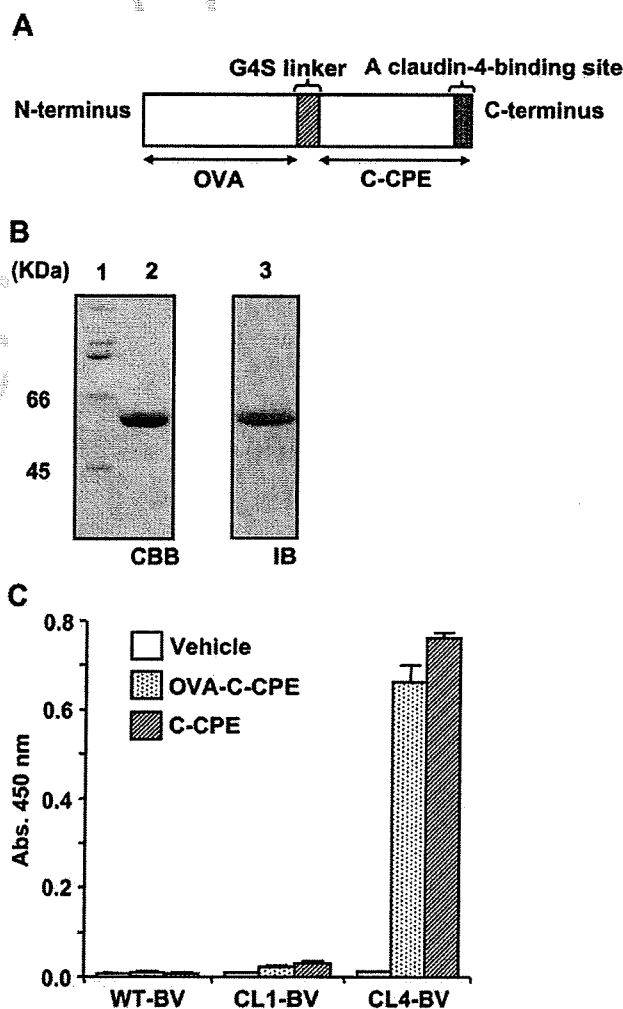 A
G4S linker A claudin-4-binding site
N-terminus C-terminus
OVA C-CPE
B
(KDa) 1 2 3
66
45
CBB IB
C
0.8
Vehicle
OVA-C-CPE
C-CPE
0.6
0.4
0.2
0.0
Abs. 450 nm
WT-BV CL1-BV CL4-BV